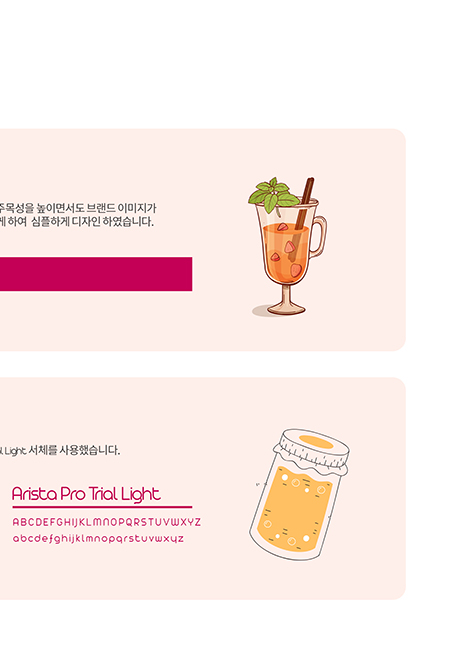 주목성을 높이면서도 브랜드 이미지가
게 하여 심플하게 디자인 하였습니다.
Light 서체를 사용했습니다.
Arista Pro Trial Light
ABCDEFGHIJKLMNOPQRSTUVWXYZ
abcdefghijklmnopqrstuvwxyz